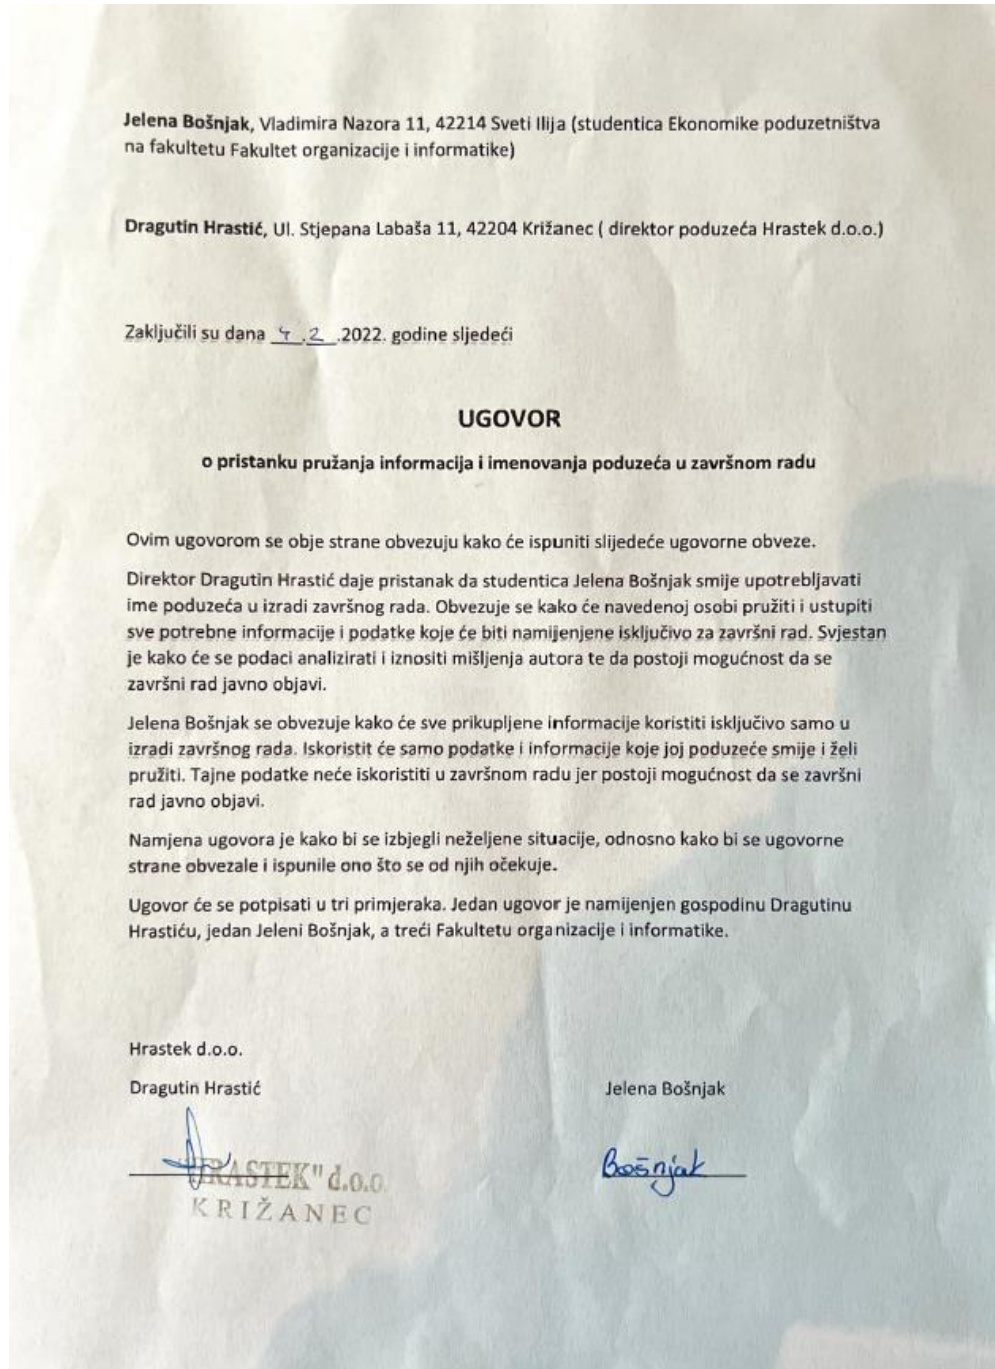 Jelena Bošnjak, Vladimira Nazora 11, 42214 Sveti Ilija (studentica Ekonomike poduzetništva
na fakultetu Fakultet organizacije i informatike)
Dragutin Hrastić, Ul. Stjepana Labaša 11, 42204 Križanec ( direktor poduzeća Hrastek d.o.o.)
Zaključili su dana 4.2.2022. godine sljedeći
UGOVOR
o pristanku pružanja informacija i imenovanja poduzeća u završnom radu
Ovim ugovorom se obje strane obvezuju kako će ispuniti slijedeće ugovorne obveze.
Direktor Dragutin Hrastić daje pristanak da studentica Jelena Bošnjak smije upotrebljavati
ime poduzeća u izradi završnog rada. Obvezuje se kako će navedenoj osobi pružiti i ustupiti
sve potrebne informacije i podatke koje će biti namijenjene isključivo za završni rad. Svjestan
je kako će se podaci analizirati i iznositi mišljenja autora te da postoji mogućnost da se
završni rad javno objavi.
Jelena Bošnjak se obvezuje kako će sve prikupljene informacije koristiti isključivo samo u
izradi završnog rada. Iskoristit će samo podatke i informacije koje joj poduzeće smije i želi
pružiti. Tajne podatke neće iskoristiti u završnom radu jer postoji mogućnost da se završni
rad javno objavi.
Namjena ugovora je kako bi se izbjegli neželjene situacije, odnosno kako bi se ugovorne
strane obvezale i ispunile ono što se od njih očekuje.
Ugovor će se potpisati u tri primjeraka. Jedan ugovor je namijenjen gospodinu Dragutinu
Hrastiću, jedan Jeleni Bošnjak, a treći Fakultetu organizacije i informatike.
Hrastek d.o.o.
Dragutin Hrastić
Jelena Bošnjak
"HRASTEK" d.o.o.
KRIŽANEC
Bošnjak